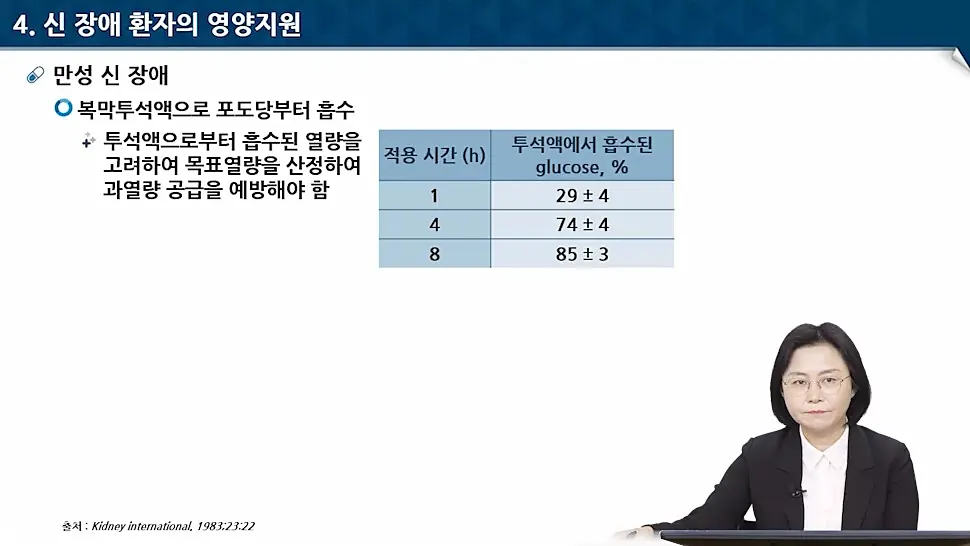 4. 신 장애 환자의 영양지원
만성 신 장애
복막투석액으로 포도당부터 흡수
투석액으로부터 흡수된 열량을
고려하여 목표열량을 산정하여
과열량 공급을 예방해야 함
적용 시간 (h) 투석액에서 흡수된 glucose, %
1 29 ± 4
4 74 ± 4
8 85 ± 3
출처 : Kidney international, 1983:23:22